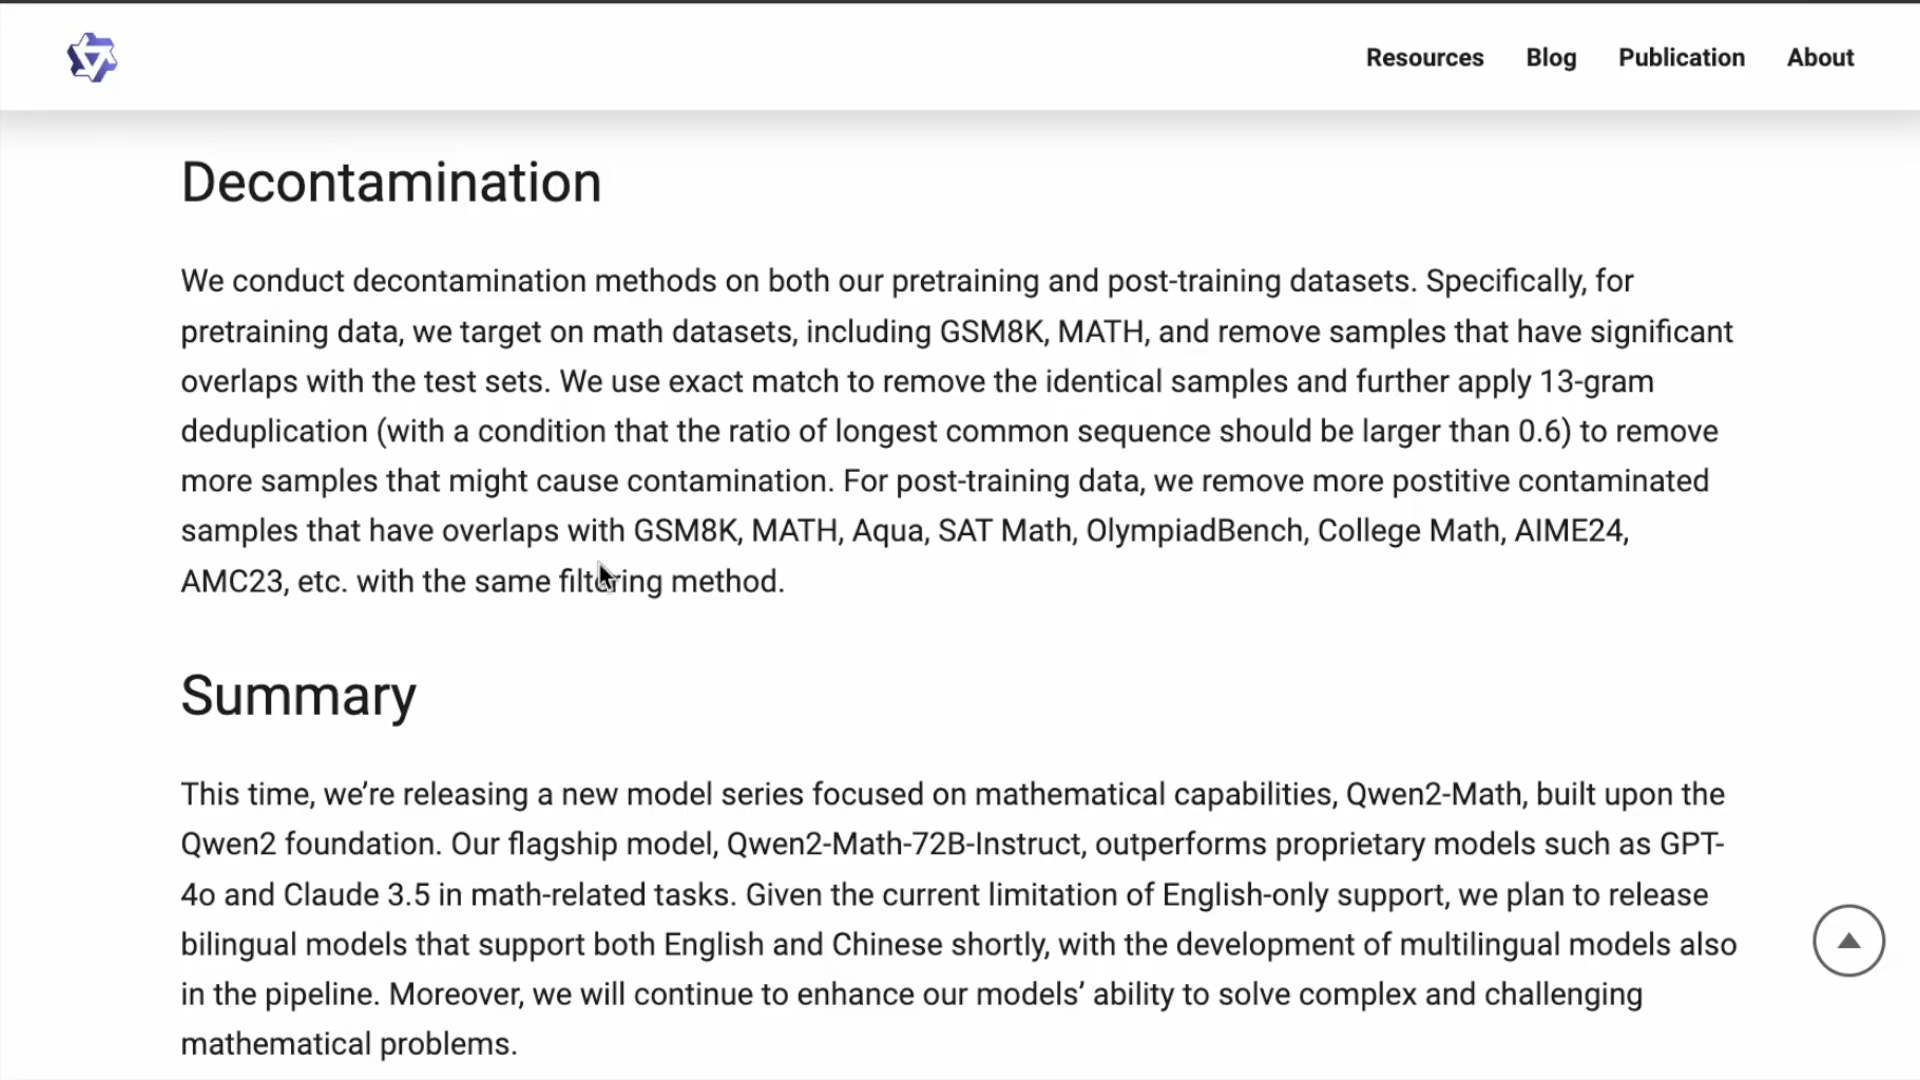 Resources Blog Publication About
Decontamination
We conduct decontamination methods on both our pretraining and post-training datasets. Specifically, for
pretraining data, we target on math datasets, including GSM8K, MATH, and remove samples that have significant
overlaps with the test sets. We use exact match to remove the identical samples and further apply 13-gram
deduplication (with a condition that the ratio of longest common sequence should be larger than 0.6) to remove
more samples that might cause contamination. For post-training data, we remove more postitive contaminated
samples that have overlaps with GSM8K, MATH, Aqua, SAT Math, OlympiadBench, College Math, AIME24,
AMC23, etc. with the same filtering method.
Summary
This time, we’re releasing a new model series focused on mathematical capabilities, Qwen2-Math, built upon the
Qwen2 foundation. Our flagship model, Qwen2-Math-72B-Instruct, outperforms proprietary models such as GPT-
4o and Claude 3.5 in math-related tasks. Given the current limitation of English-only support, we plan to release
bilingual models that support both English and Chinese shortly, with the development of multilingual models also
in the pipeline. Moreover, we will continue to enhance our models’ ability to solve complex and challenging
mathematical problems.